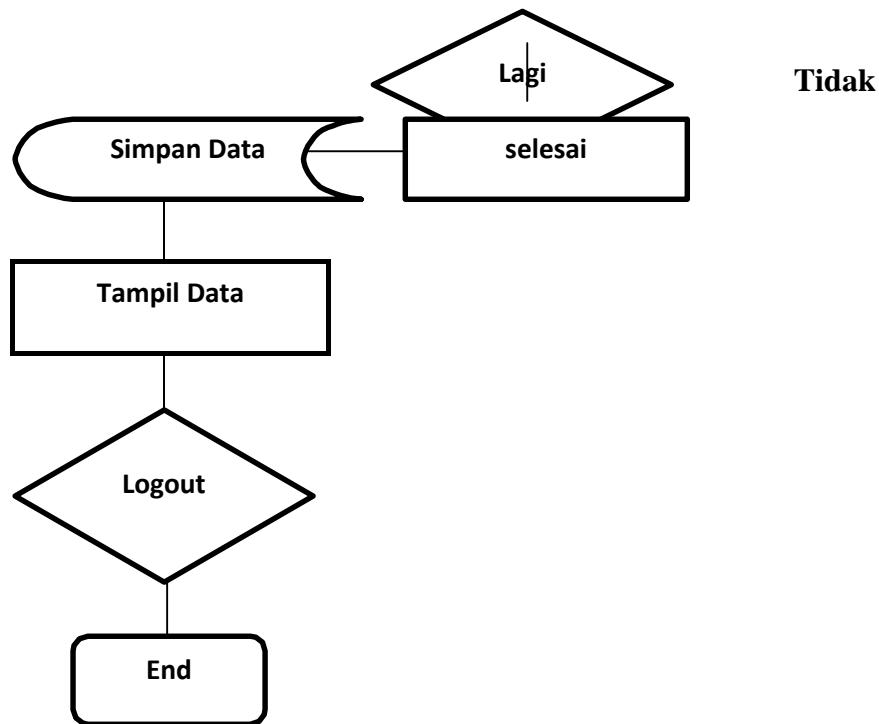 Lagi
Tidak
Simpan Data
selesai
Tampil Data
Logout
End